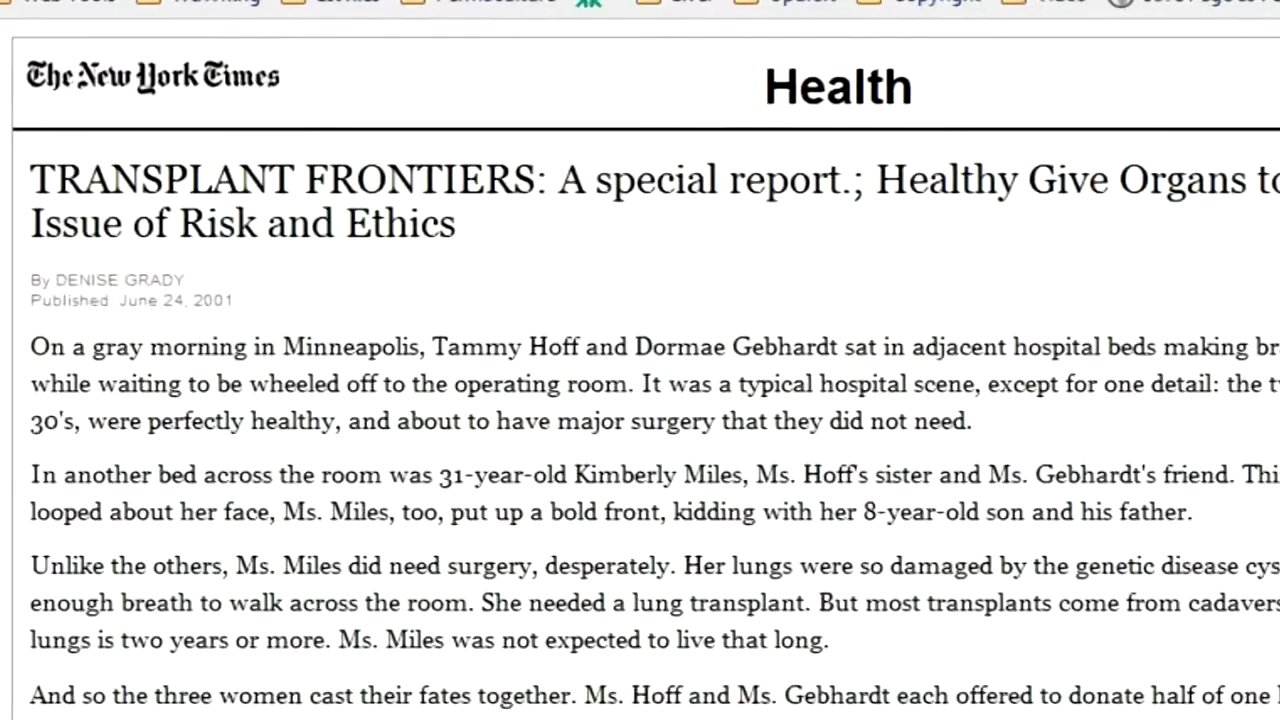 The New York Times
Health
TRANSPLANT FRONTIERS: A special report.; Healthy Give Organs to
Issue of Risk and Ethics
By DENISE GRADY
Published June 24, 2001
On a gray morning in Minneapolis, Tammy Hoff and Dormae Gebhardt sat in adjacent hospital beds making
while waiting to be wheeled off to the operating room. It was a typical hospital scene, except for one detail: the
30's, were perfectly healthy, and about to have major surgery that they did not need.
In another bed across the room was 31-year-old Kimberly Miles, Ms. Hoff's sister and Ms. Gebhardt's friend.
looped about her face, Ms. Miles, too, put up a bold front, kidding with her 8-year-old son and his father.
Unlike the others, Ms. Miles did need surgery, desperately. Her lungs were so damaged by the genetic disease
enough breath to walk across the room. She needed a lung transplant. But most transplants come from cadavers
lungs is two years or more. Ms. Miles was not expected to live that long.
And so the three women cast their fates together. Ms. Hoff and Ms. Gebhardt each offered to donate half of one